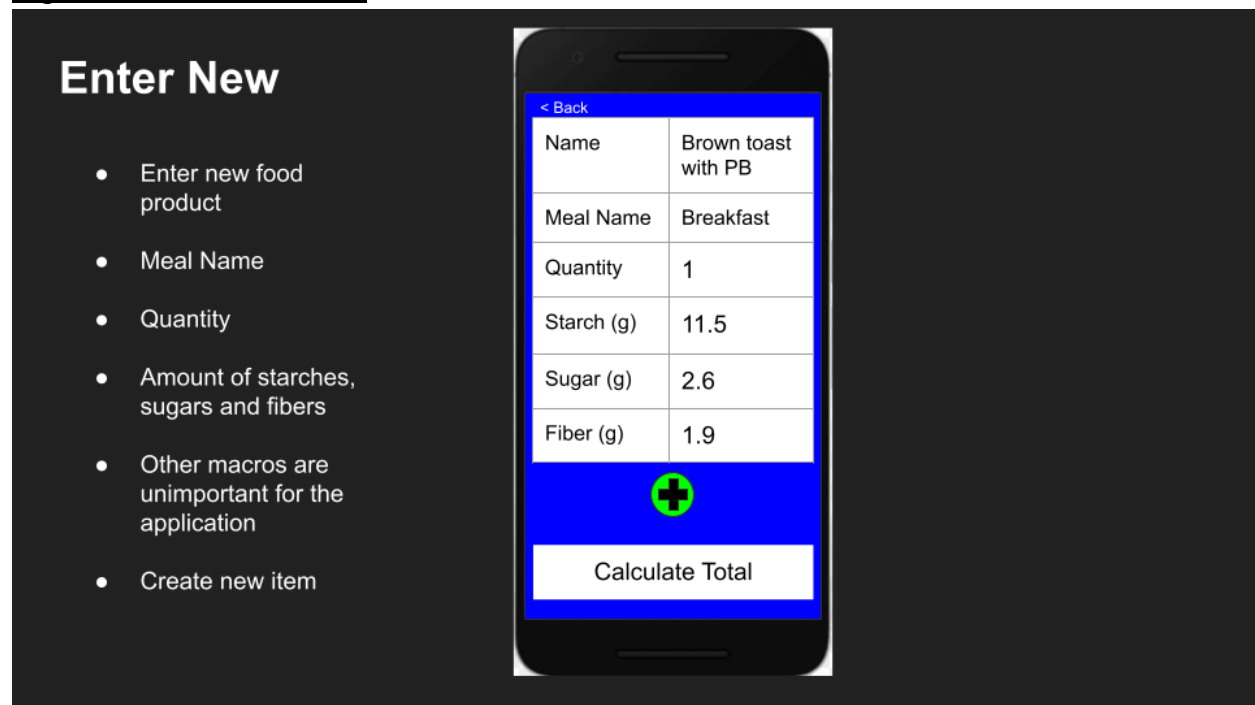 Enter New
● Enter new food
product
● Meal Name
● Quantity
● Amount of starches,
sugars and fibers
● Other macros are
unimportant for the
application
● Create new item
< Back
Name Brown toast
with PB
Meal Name Breakfast
Quantity 1
Starch (g) 11.5
Sugar (g) 2.6
Fiber (g) 1.9
Calculate Total